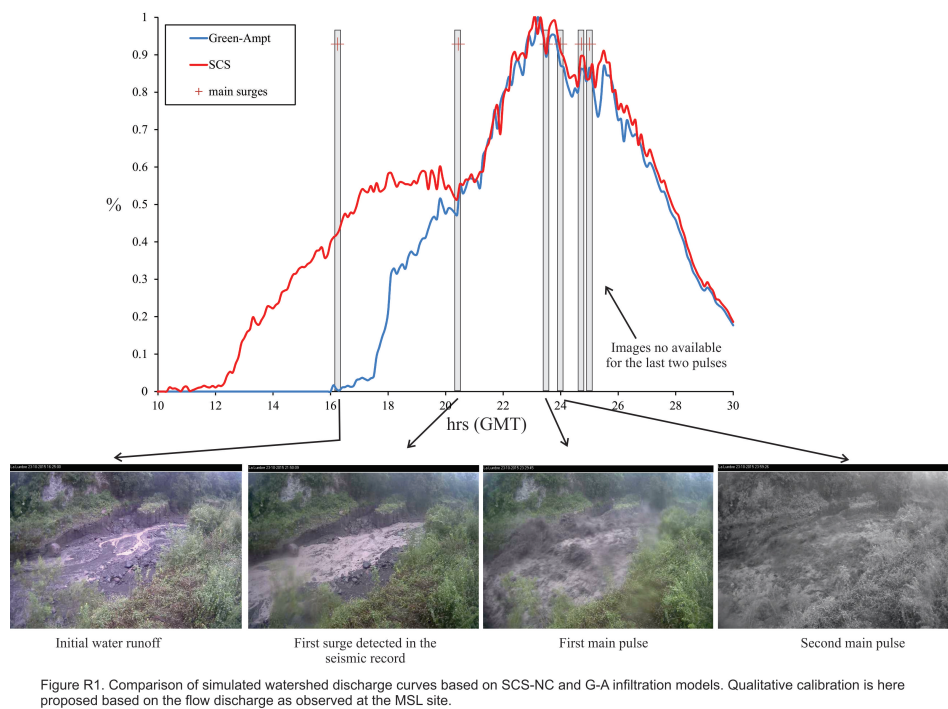 1
0.9
0.8
0.7
0.6
0.5
0.4
0.3
0.2
0.1
0
%
Green-Ampt
SCS
main surges
Images no available
for the last two pulses
10 12 14 16 18 20 22 24 26 28 30
hrs (GMT)
Initial water runoff
First surge detected in the
seismic record
First main pulse
Second main pulse
Figure R1. Comparison of simulated watershed discharge curves based on SCS-NC and G-A infiltration models. Qualitative calibration is here
proposed based on the flow discharge as observed at the MSL site.